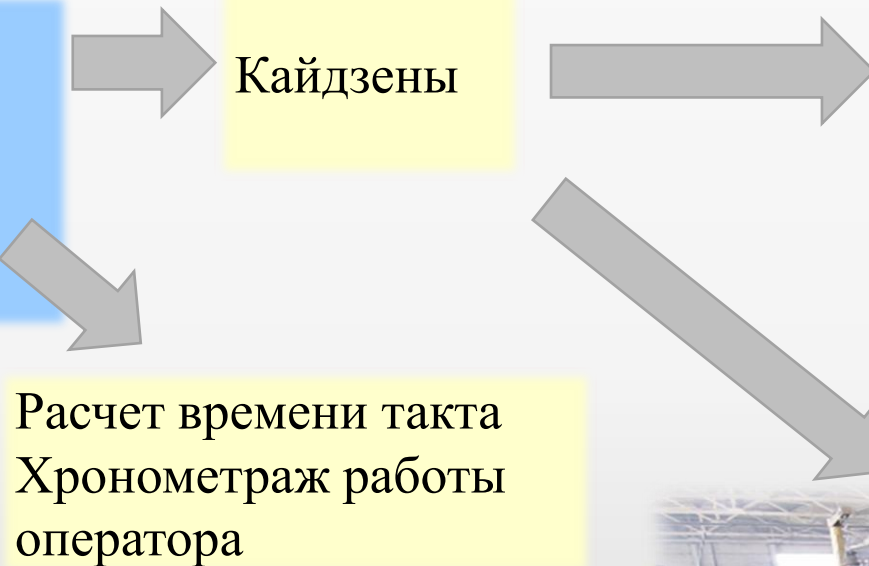 Кайдзены
Расчет времени такта
Хронометраж работы
оператора